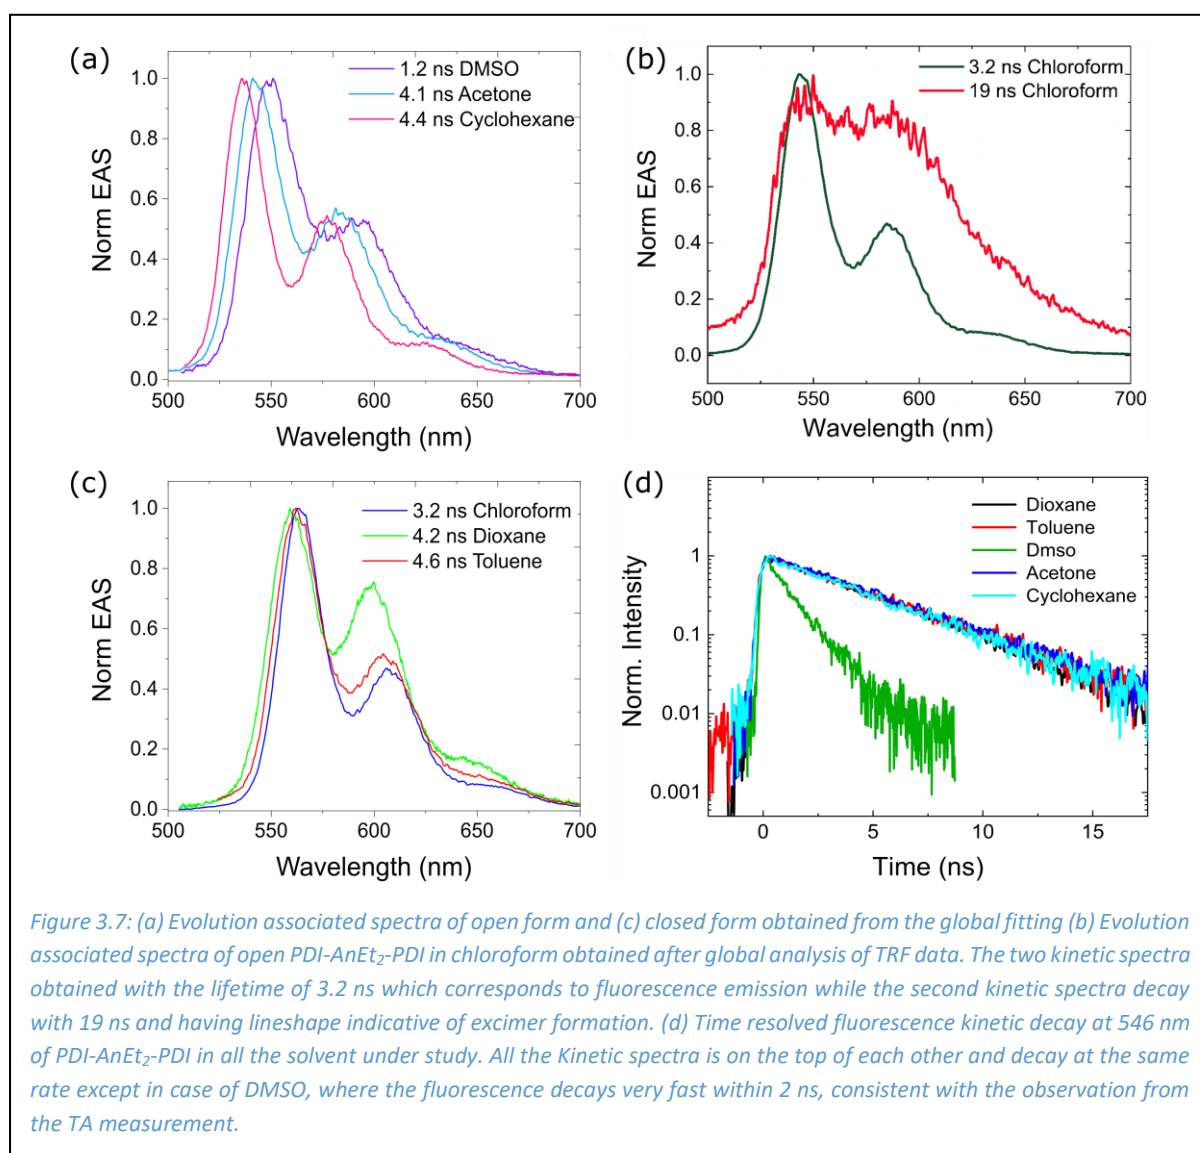 (a)
1.2 ns DMSO
4.1 ns Acetone
4.4 ns Cyclohexane
Norm EAS
1.0
0.8
0.6
0.4
0.2
0.0
500 550 600 650 700
Wavelength (nm)
(b)
3.2 ns Chloroform
19 ns Chloroform
Norm EAS
1.0
0.8
0.6
0.4
0.2
0.0
500 550 600 650 700
Wavelength (nm)
(c)
3.2 ns Chloroform
4.2 ns Dioxane
4.6 ns Toluene
Norm EAS
1.0
0.8
0.6
0.4
0.2
0.0
500 550 600 650 700
Wavelength (nm)
(d)
Dioxane
Toluene
Dmso
Acetone
Cyclohexane
Norm. Intensity
1
0.1
0.01
0.001
0 5 10 15
Time (ns)
Figure 3.7: (a) Evolution associated spectra of open form and (c) closed form obtained from the global fitting (b) Evolution
associated spectra of open PDI-AnEt₂-PDI in chloroform obtained after global analysis of TRF data. The two kinetic spectra
obtained with the lifetime of 3.2 ns which corresponds to fluorescence emission while the second kinetic spectra decay
with 19 ns and having lineshape indicative of excimer formation. (d) Time resolved fluorescence kinetic decay at 546 nm
of PDI-AnEt₂-PDI in all the solvent under study. All the Kinetic spectra is on the top of each other and decay at the same
rate except in case of DMSO, where the fluorescence decays very fast within 2 ns, consistent with the observation from
the TA measurement.